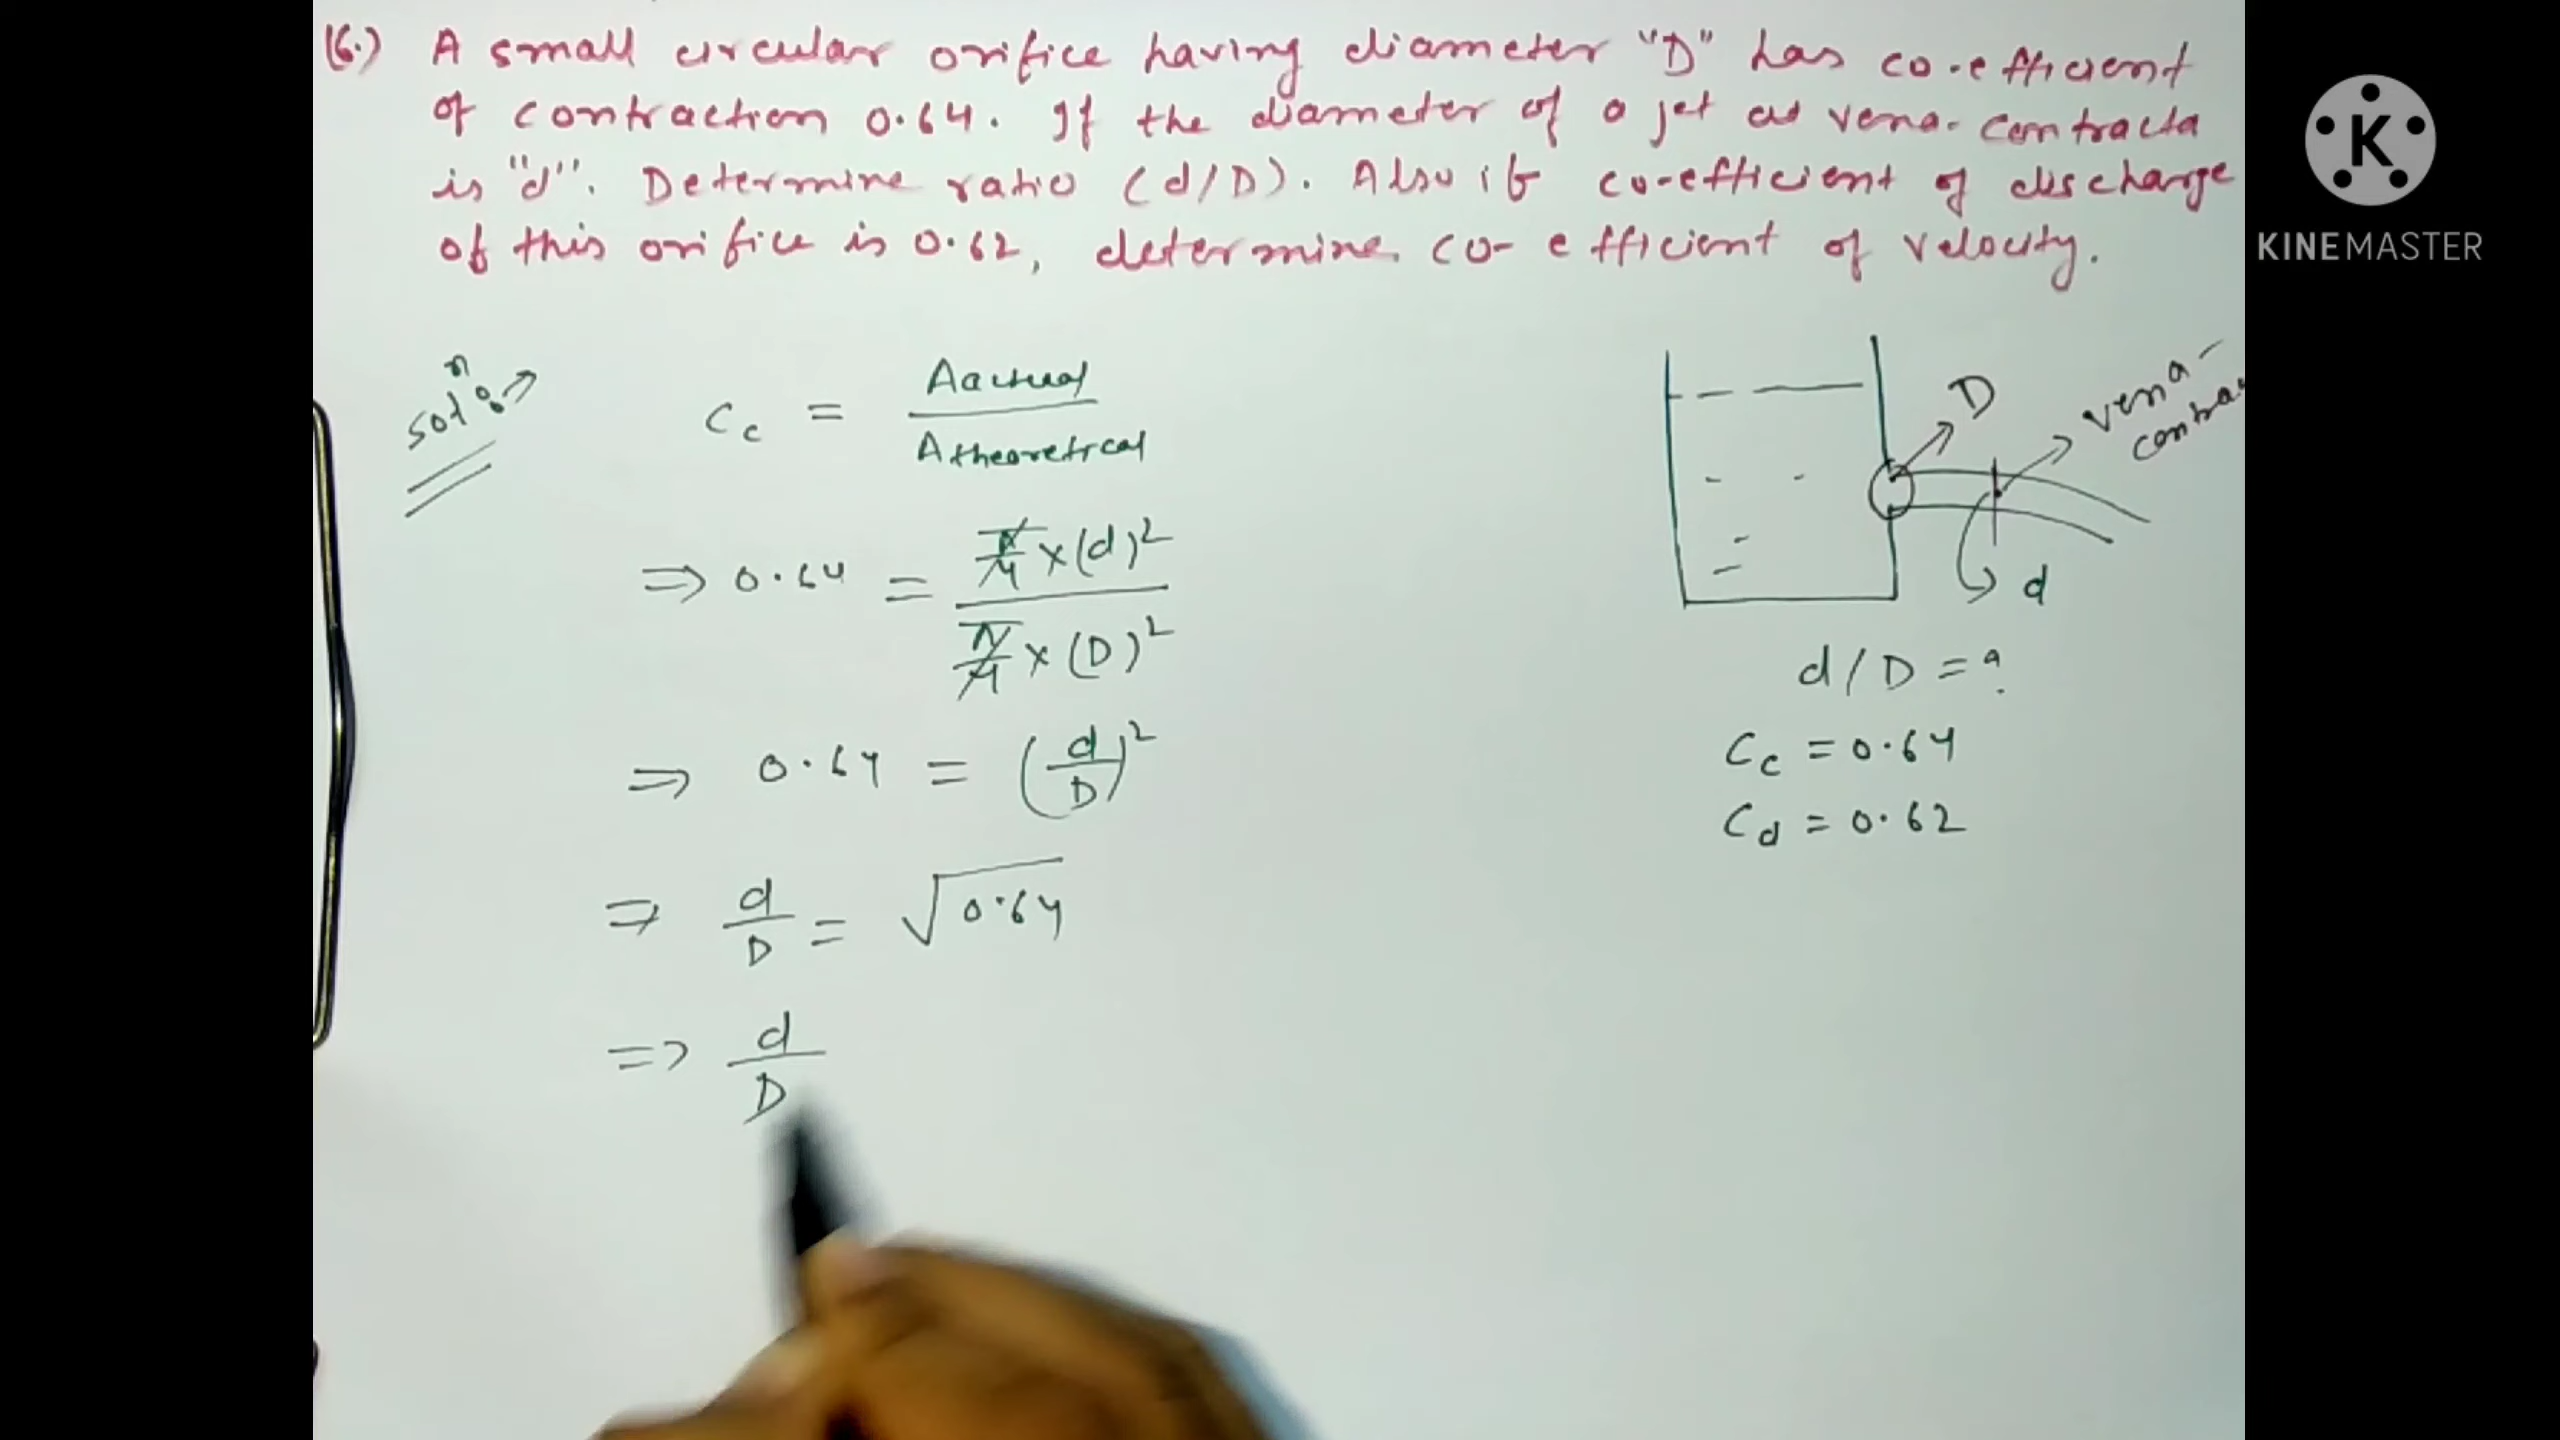 (6.) A small circular orifice having diameter "D" has co-efficient
of contraction 0.64. If the diameter of a jet at vena-contracta
is "d". Determine ratio (d/D). Also if co-efficient of discharge
of this orifice is 0.62, determine co-efficient of velocity.
K
KINEMASTER
solⁿ: →
Cc = Aactual / Atheoretical
⇒ 0.64 = π/4 × (d)² / π/4 × (D)²
⇒ 0.64 = (d/D)²
⇒ d/D = √0.64
⇒ d/D
D
vena-
d
d/D = ?
Cc = 0.64
Cd = 0.62